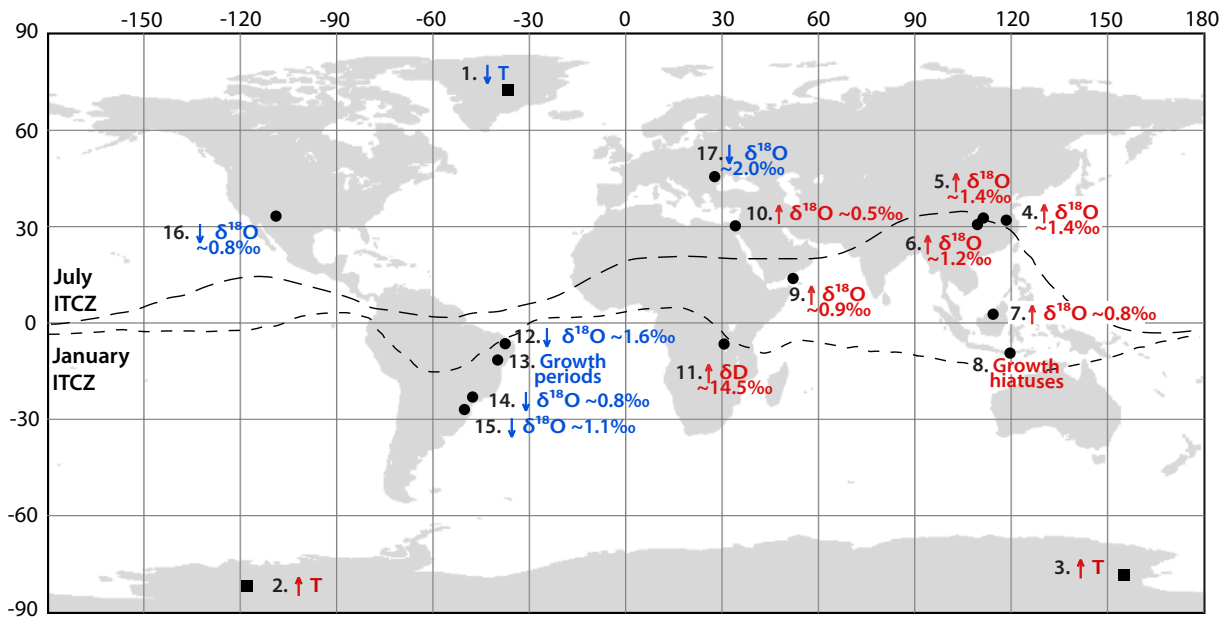 -150 -120 -90 -60 -30 0 30 60 90 120 150 180
90
60
30
0
-30
-60
-90
1. ↓ T
17. ↓ δ¹⁸O
~2.0‰
5. ↑ δ¹⁸O
~1.4‰
10. ↑ δ¹⁸O ~0.5‰
4. ↑ δ¹⁸O
~1.4‰
16. ↓ δ¹⁸O
~0.8‰
6. ↑ δ¹⁸O
~1.2‰
July
ITCZ
9. ↑ δ¹⁸O
~0.9‰
7. ↑ δ¹⁸O ~0.8‰
January
ITCZ
12. ↓ δ¹⁸O ~1.6‰
13. Growth
periods
8. Growth
hiatuses
11. ↑ δD
~14.5‰
14. ↓ δ¹⁸O ~0.8‰
15. ↓ δ¹⁸O ~1.1‰
2. ↑ T
3. ↑ T